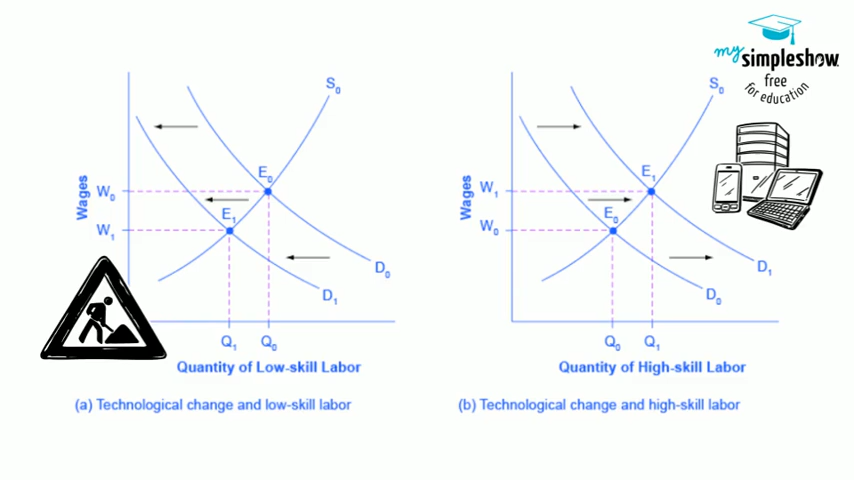 my
simpleshow
free
for education
S₀
S₀
E₀
E₁
W₀
W₁
Wages
E₁
E₀
W₁
W₀
Wages
D₀
D₁
D₁
D₀
Q₁ Q₀
Q₀ Q₁
Quantity of Low-skill Labor
Quantity of High-skill Labor
(a) Technological change and low-skill labor
(b) Technological change and high-skill labor